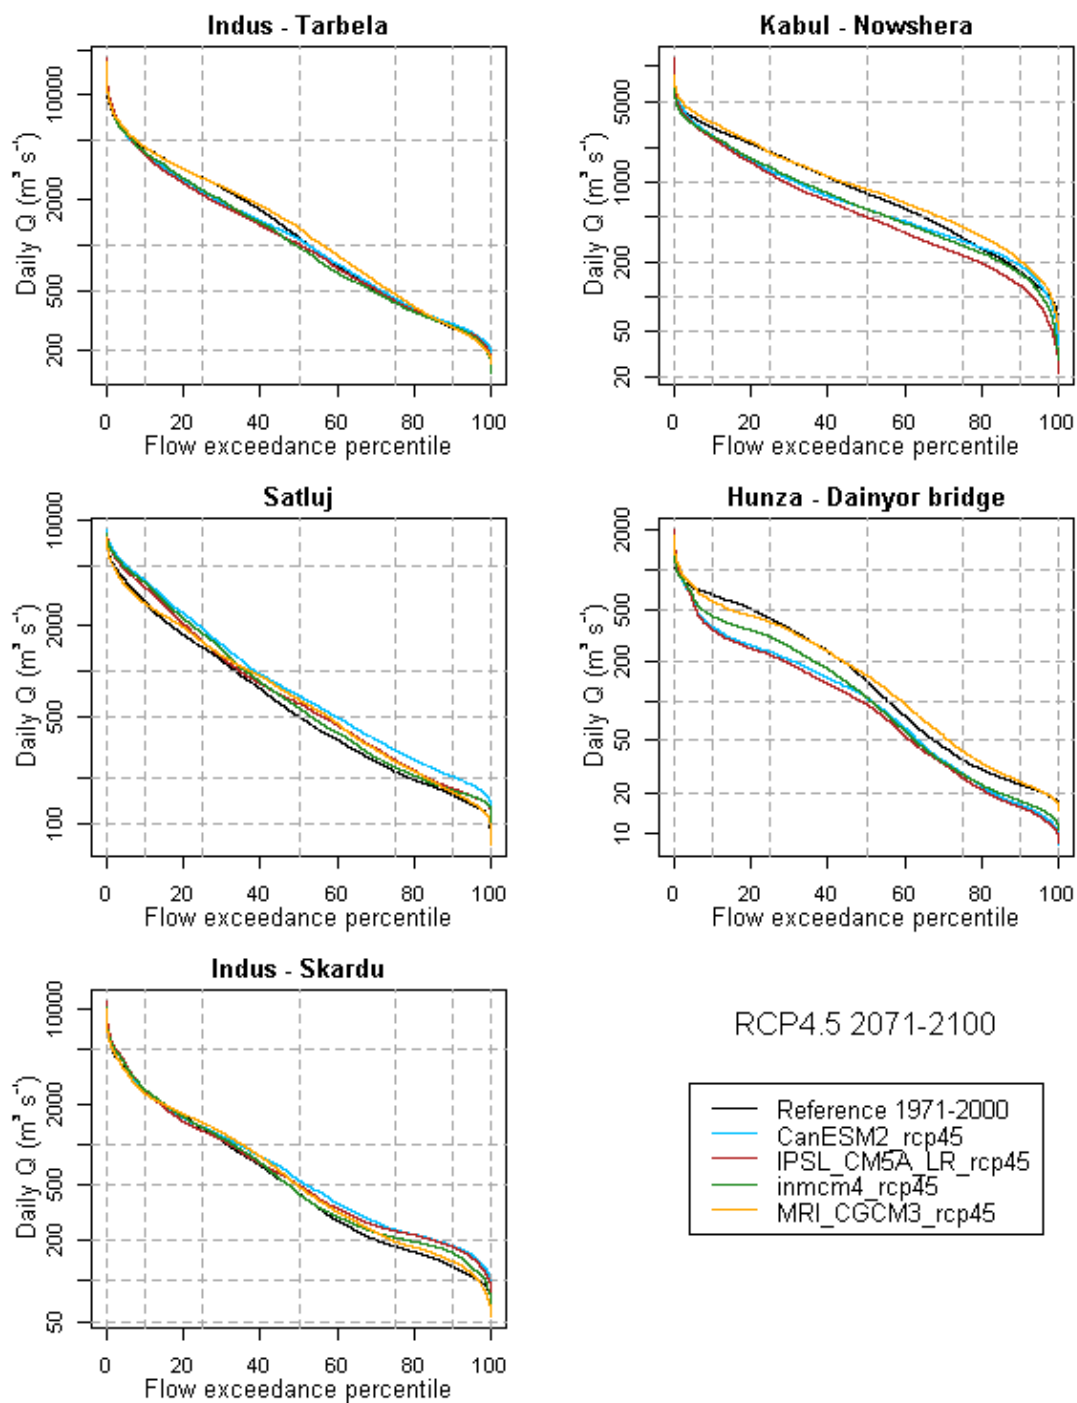 Indus - Tarbela
Daily Q (m³ s⁻¹)
10000
2000
500
200
0 20 40 60 80 100
Flow exceedance percentile
Kabul - Nowshera
Daily Q (m³ s⁻¹)
5000
1000
200
50
20
0 20 40 60 80 100
Flow exceedance percentile
Satluj
Daily Q (m³ s⁻¹)
10000
2000
500
100
0 20 40 60 80 100
Flow exceedance percentile
Hunza - Dainyor bridge
Daily Q (m³ s⁻¹)
2000
500
200
50
20
10
0 20 40 60 80 100
Flow exceedance percentile
Indus - Skardu
Daily Q (m³ s⁻¹)
10000
2000
500
200
50
0 20 40 60 80 100
Flow exceedance percentile
RCP4.5 2071-2100
Reference 1971-2000
CanESM2_rcp45
IPSL_CM5A_LR_rcp45
inmcm4_rcp45
MRI_CGCM3_rcp45